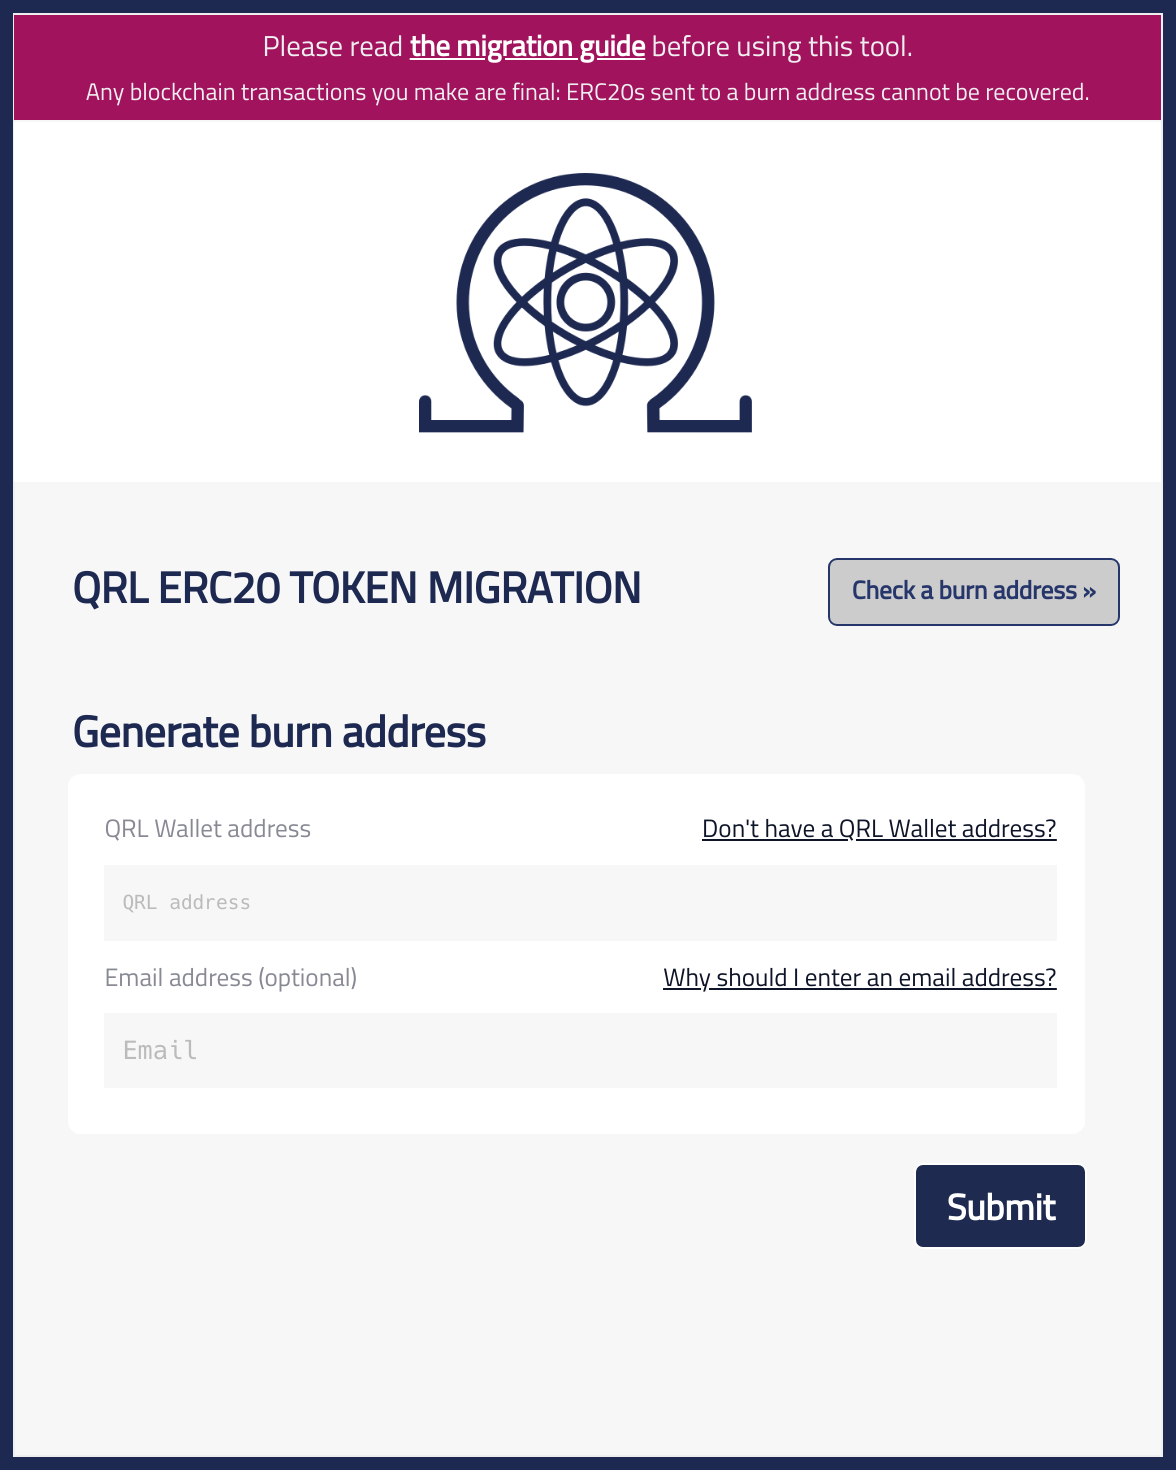 Please read the migration guide before using this tool.
Any blockchain transactions you make are final: ERC20s sent to a burn address cannot be recovered.
QRL ERC20 TOKEN MIGRATION
Check a burn address »
Generate burn address
QRL Wallet address
Don't have a QRL Wallet address?
QRL address
Email address (optional)
Why should I enter an email address?
Email
Submit